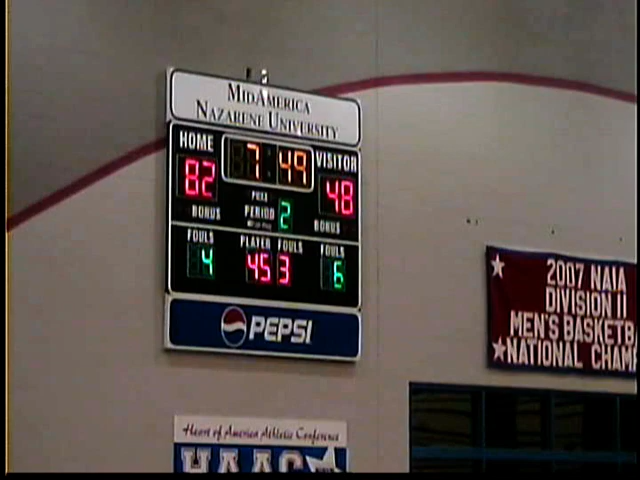 MIDAMERICA
NAZARENE UNIVERSITY
HOME 7:49 VISITOR
82 48
POSS
BONUS PERIOD 2 BONUS
FOULS PLAYER FOULS FOULS
4 45 3 6
PEPSI
2007 NAIA
DIVISION II
MEN'S BASKETB
NATIONAL CHAM
Heart of America Athletic Conference
HAAC